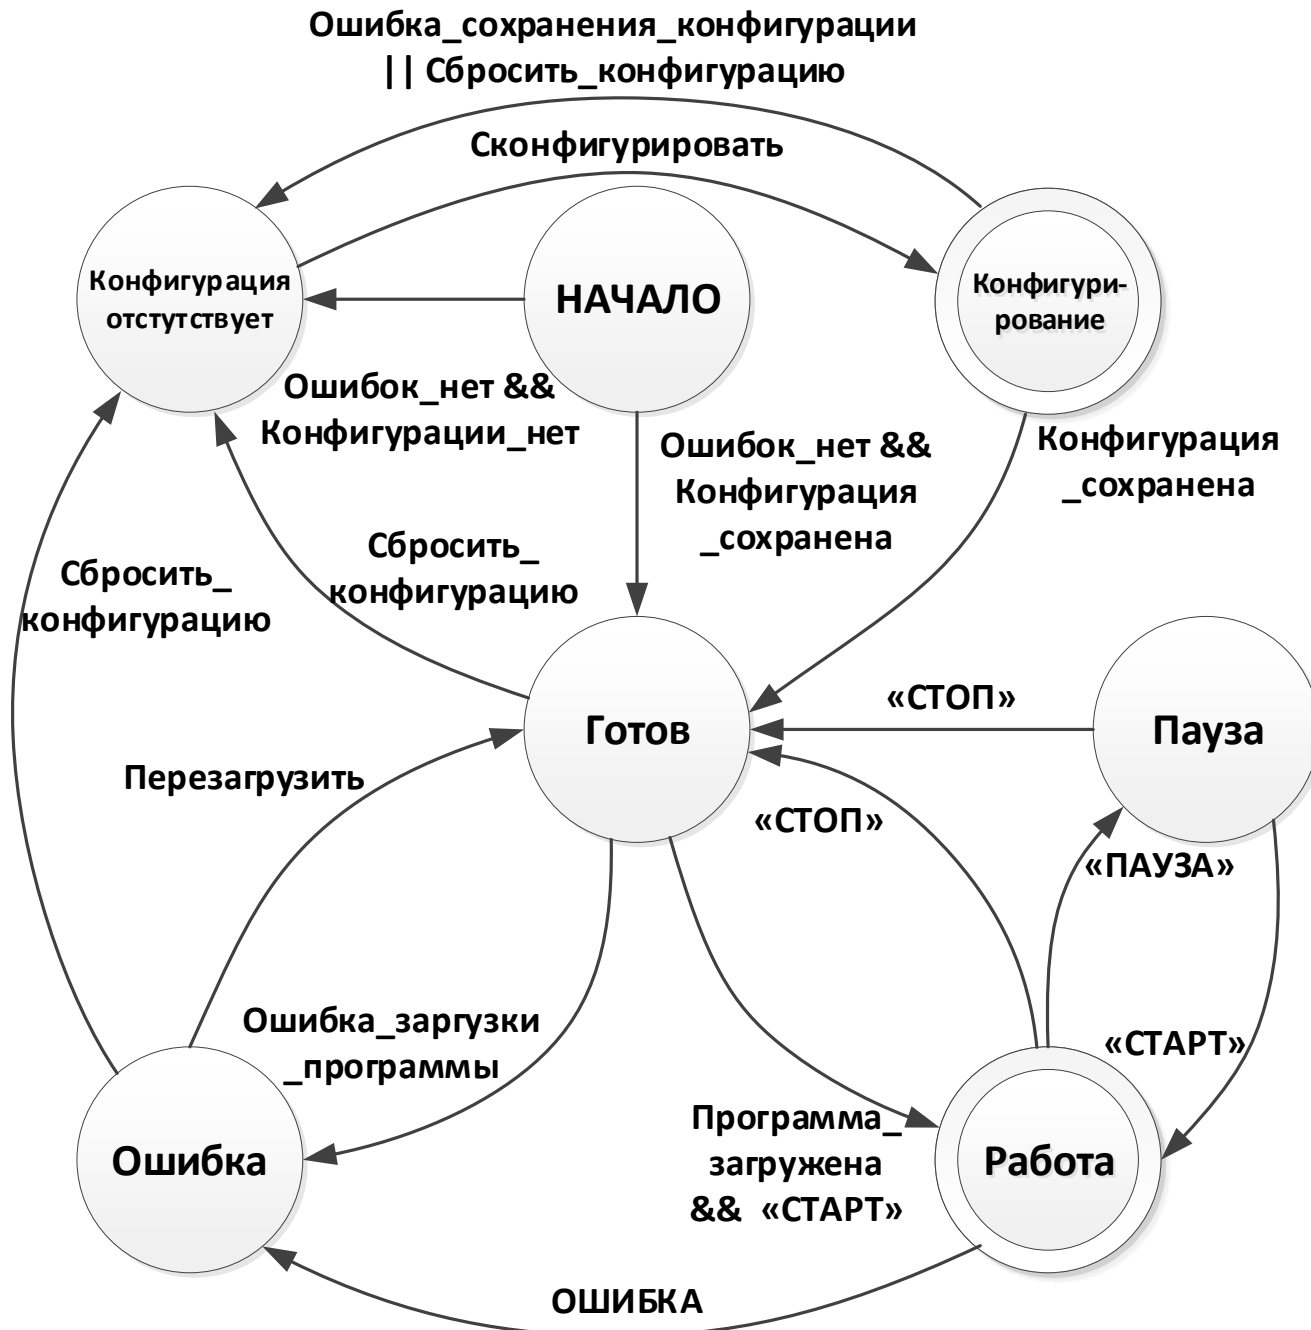 Ошибка_сохранения_конфигурации
|| Сбросить_конфигурацию
Сконфигурировать
Конфигурация
отстутствует
НАЧАЛО
Конфигури-
рование
Ошибок_нет &&
Конфигурации_нет
Ошибок_нет &&
Конфигурация
_сохранена
Конфигурация
_сохранена
Сбросить_
конфигурацию
Сбросить_
конфигурацию
Готов
«СТОП»
Пауза
Перезагрузить
«СТОП»
«ПАУЗА»
Ошибка_заргузки
_программы
«СТАРТ»
Ошибка
Программа_
загружена
&& «СТАРТ»
Работа
ОШИБКА